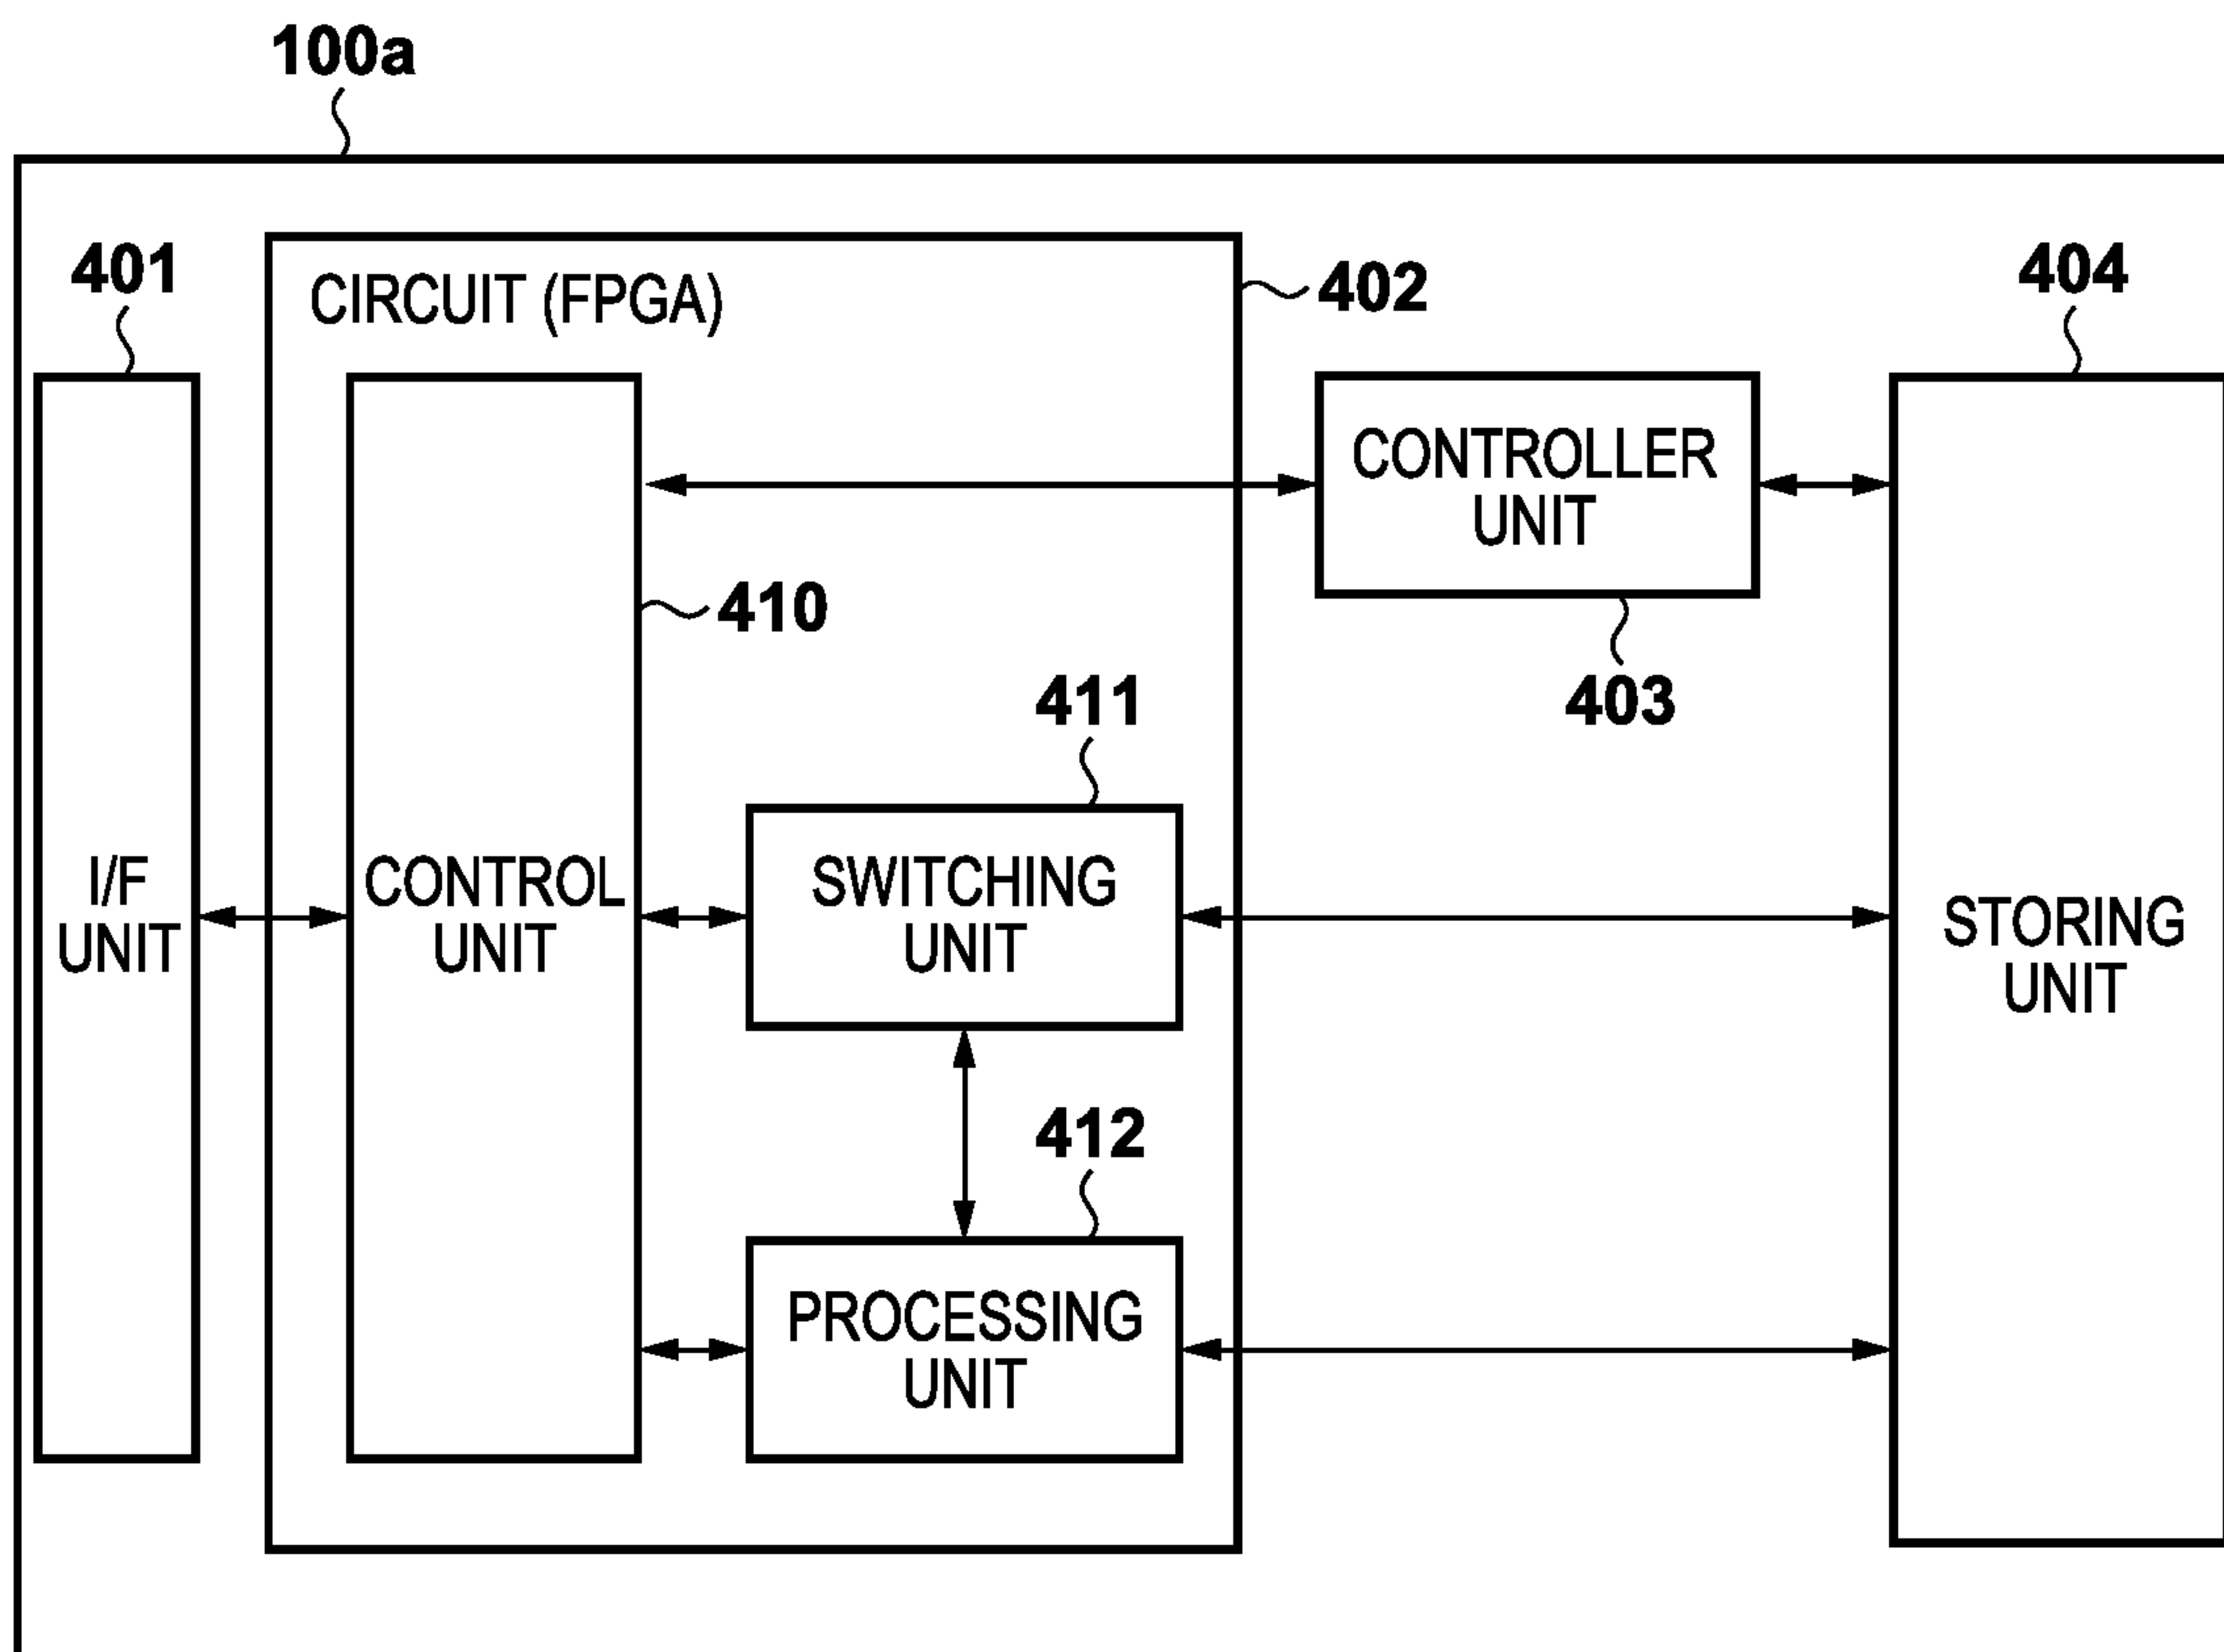 100a
401
CIRCUIT (FPGA)
402
404
CONTROLLER
UNIT
410
403
411
I/F
UNIT
CONTROL
UNIT
SWITCHING
UNIT
STORING
UNIT
412
PROCESSING
UNIT